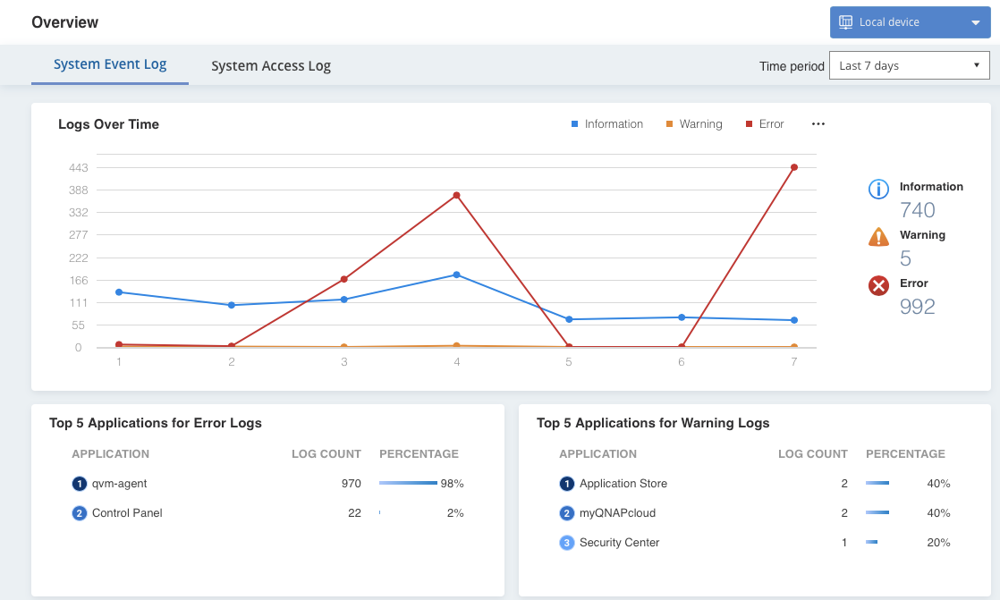 Overview
Local device
System Event Log
System Access Log
Time period
Last 7 days
Logs Over Time
Information
Warning
Error
443
388
332
277
222
166
111
55
0
1 2 3 4 5 6 7
Information
740
Warning
5
Error
992
Top 5 Applications for Error Logs
APPLICATION LOG COUNT PERCENTAGE
1 qvm-agent 970 98%
2 Control Panel 22 2%
Top 5 Applications for Warning Logs
APPLICATION LOG COUNT PERCENTAGE
1 Application Store 2 40%
2 myQNAPcloud 2 40%
3 Security Center 1 20%